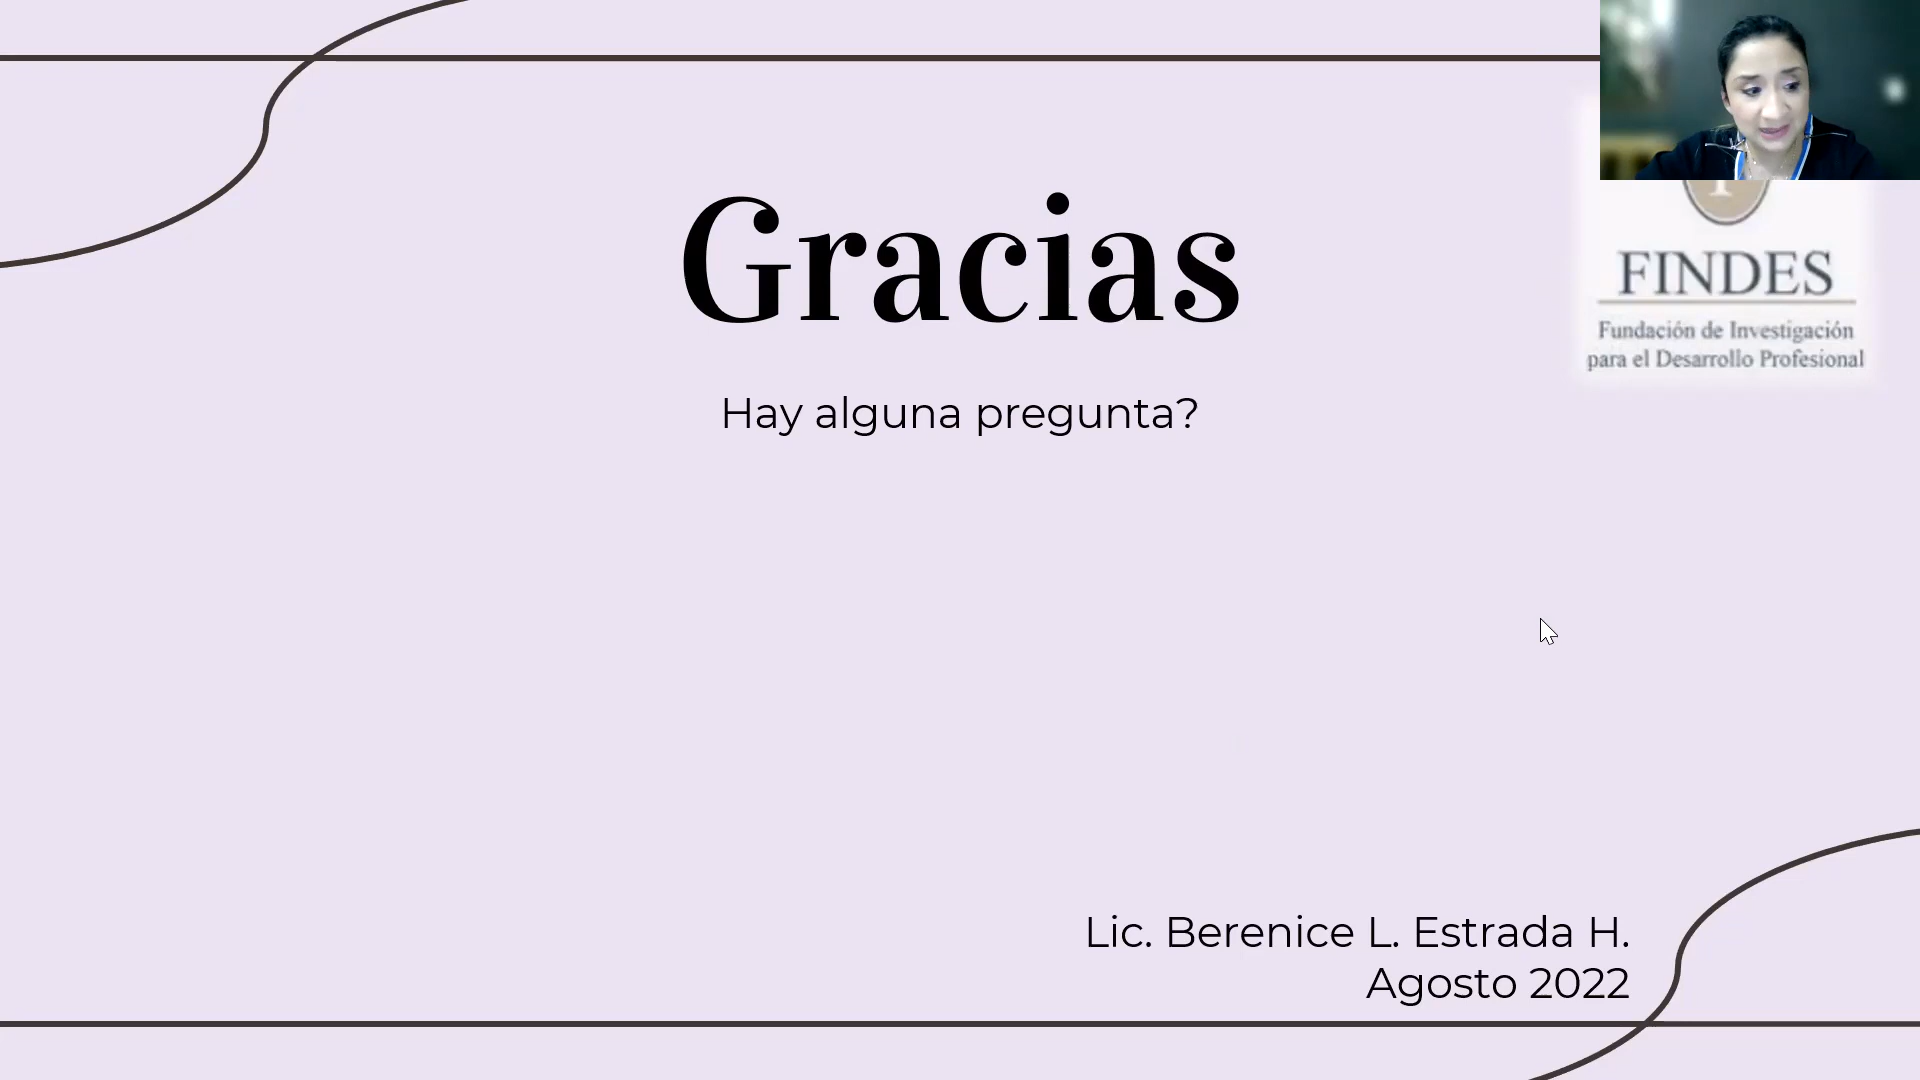 Gracias
Hay alguna pregunta?
FINDES
Fundación de Investigación
para el Desarrollo Profesional
Lic. Berenice L. Estrada H.
Agosto 2022